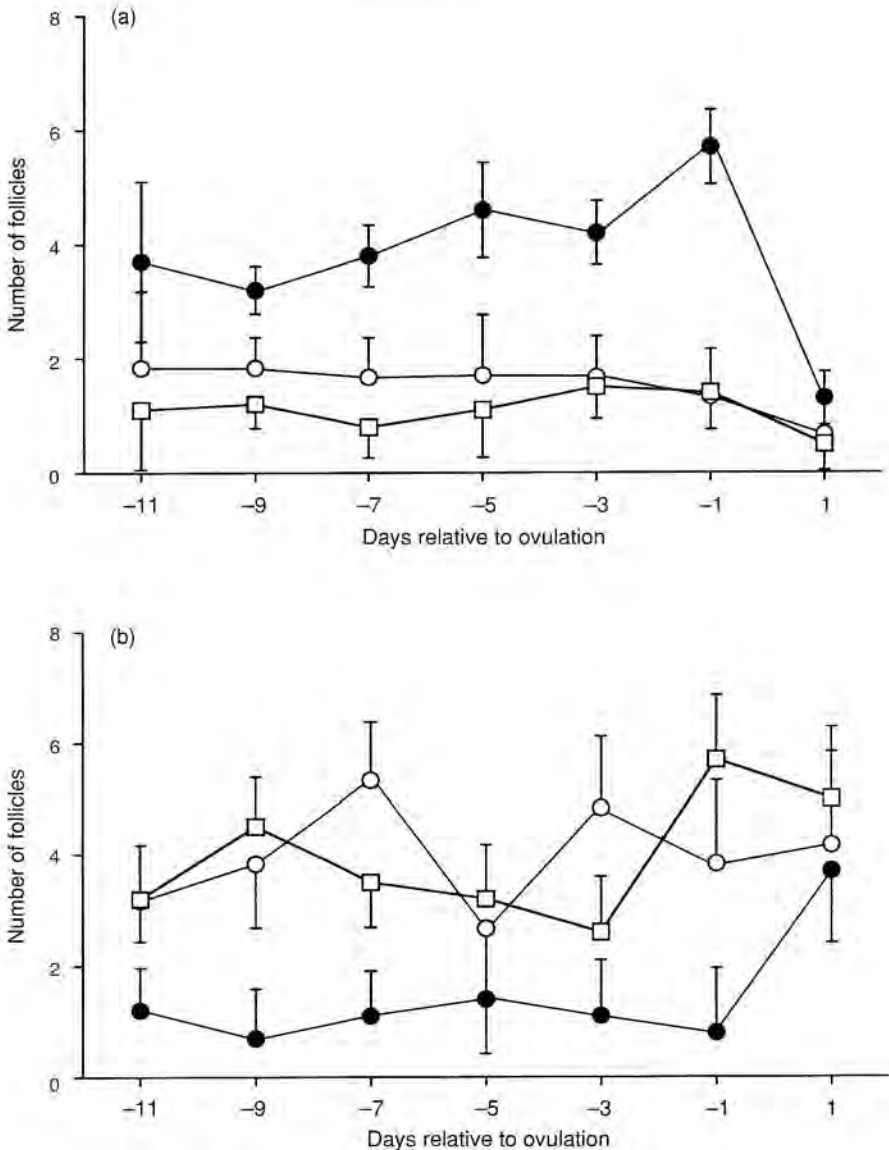 (a)
8
6
4
2
0
Number of follicles
–11 –9 –7 –5 –3 –1 1
Days relative to ovulation
(b)
8
6
4
2
0
Number of follicles
–11 –9 –7 –5 –3 –1 1
Days relative to ovulation